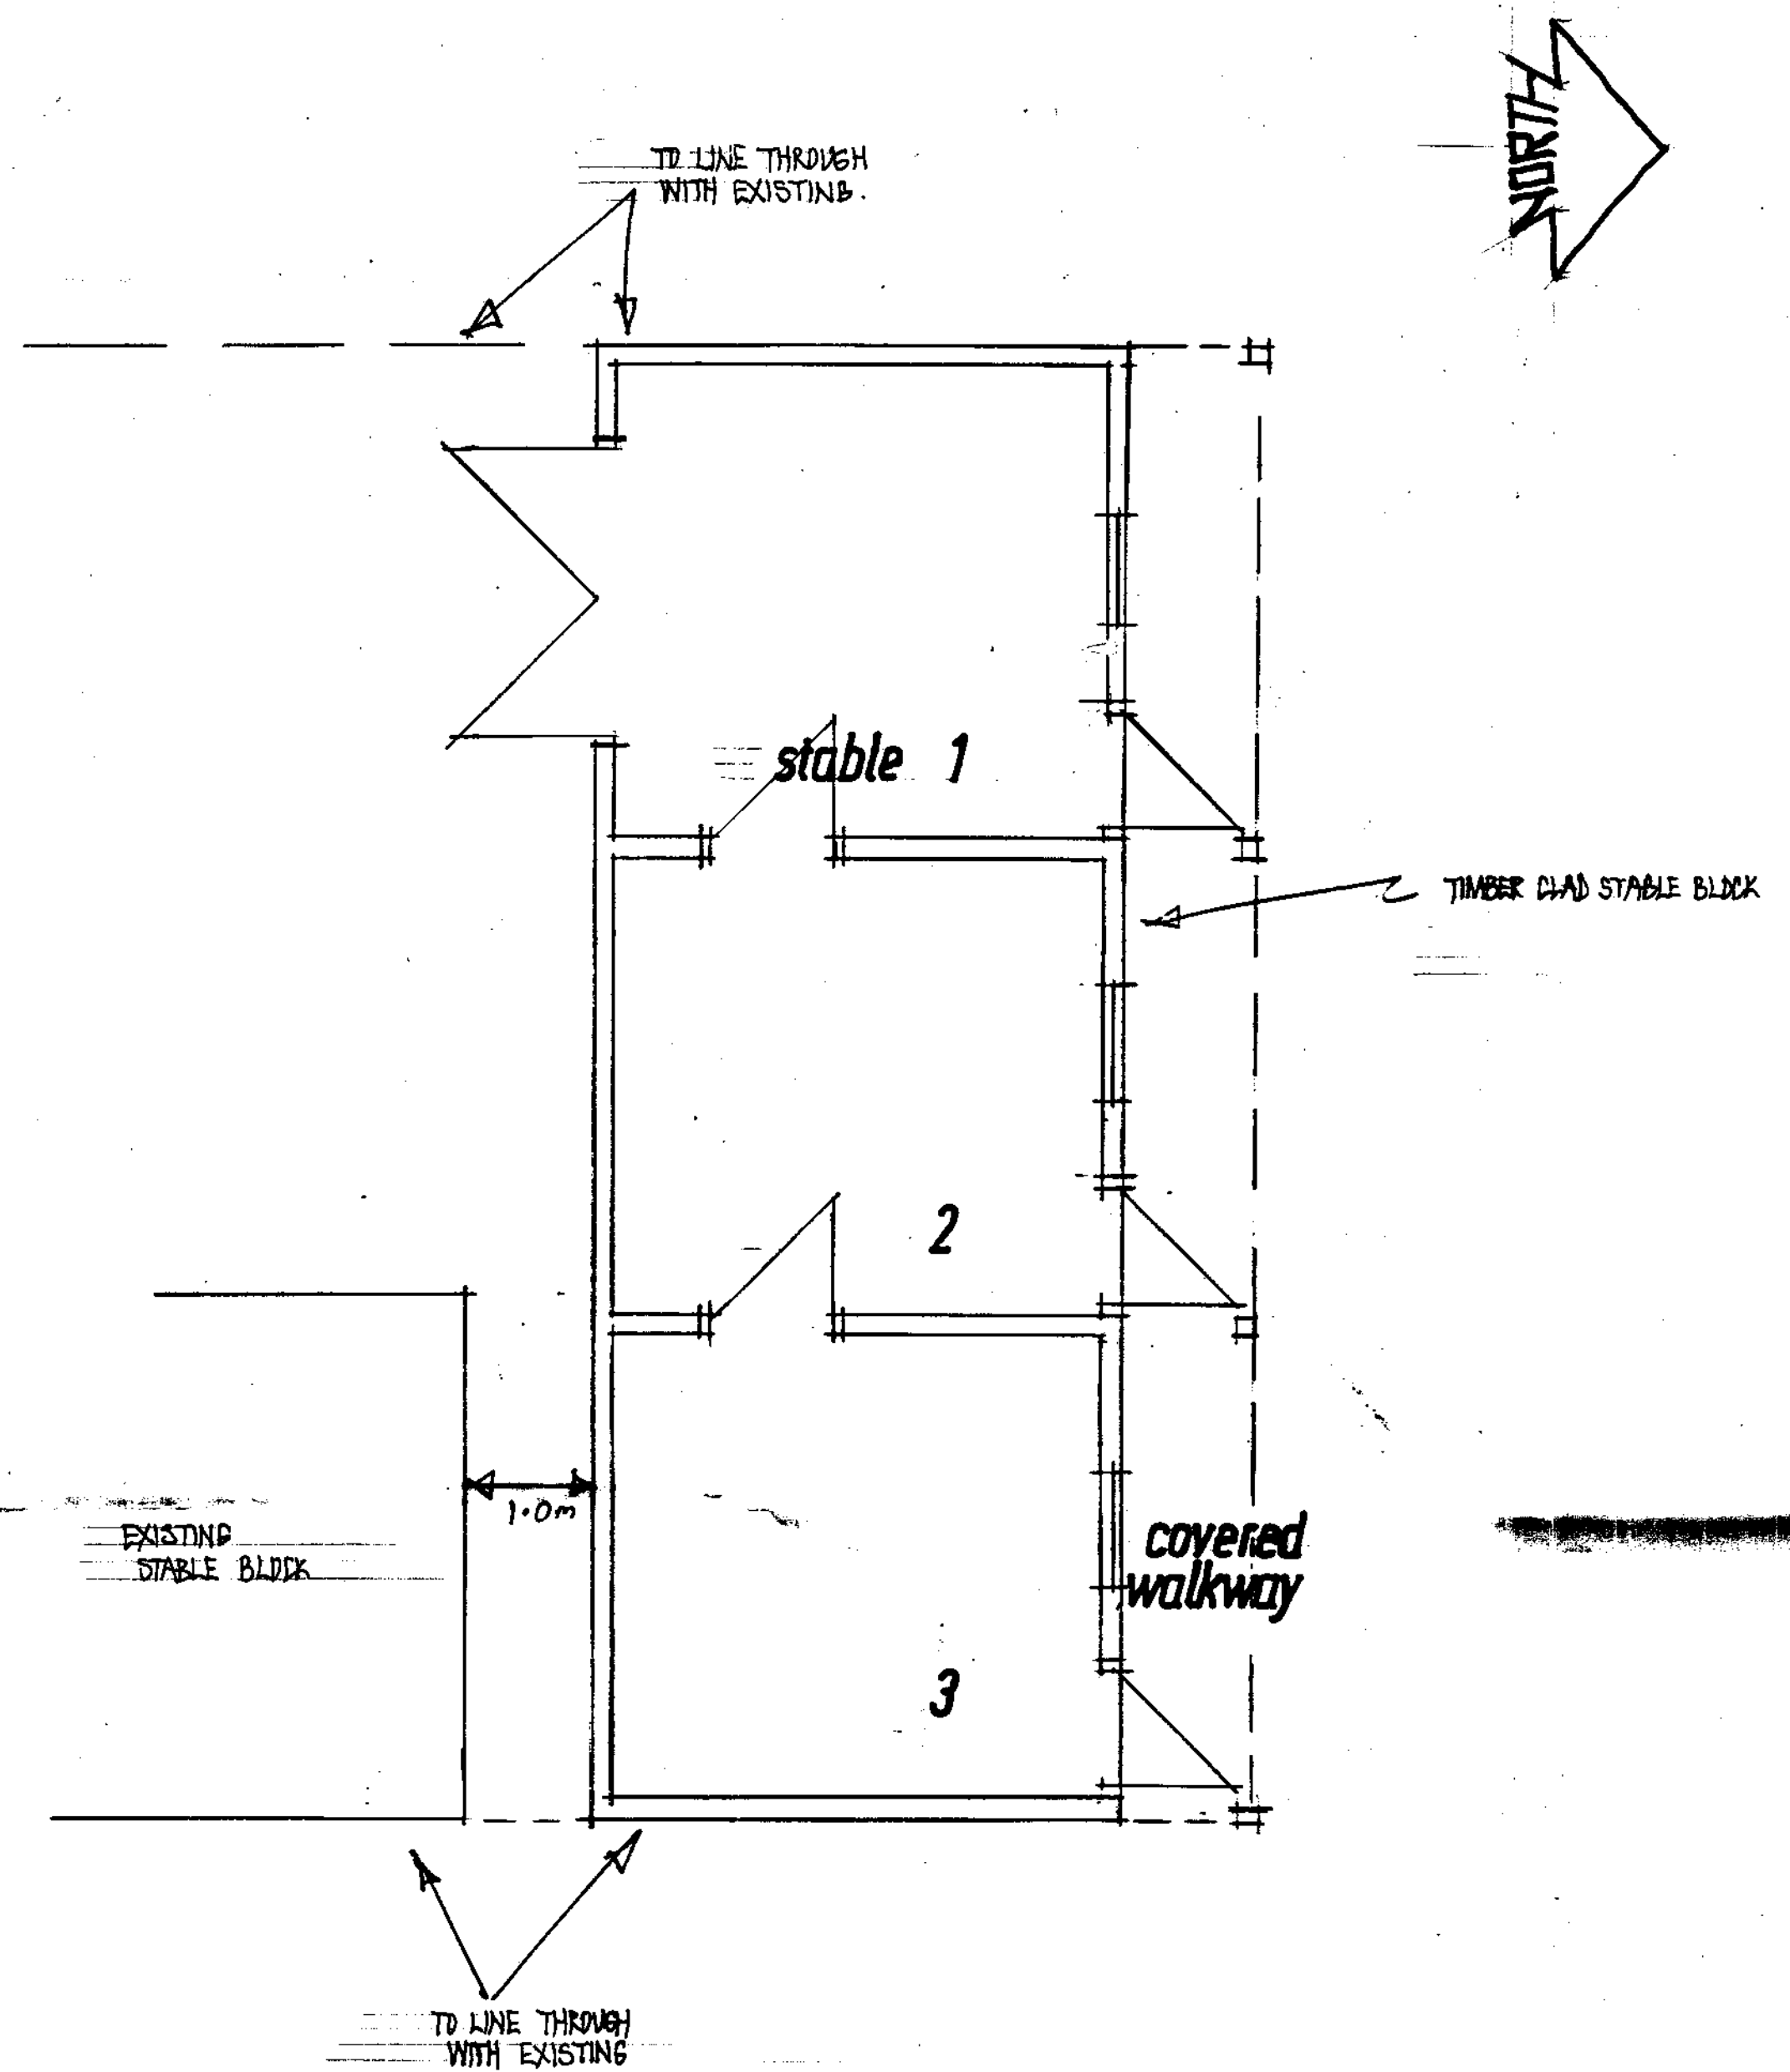 NORTH
TO LINE THROUGH
WITH EXISTING.
stable 1
TIMBER CLAD STABLE BLOCK
2
1.0m
EXISTING
STABLE BLOCK
covered
walkway
3
TO LINE THROUGH
WITH EXISTING